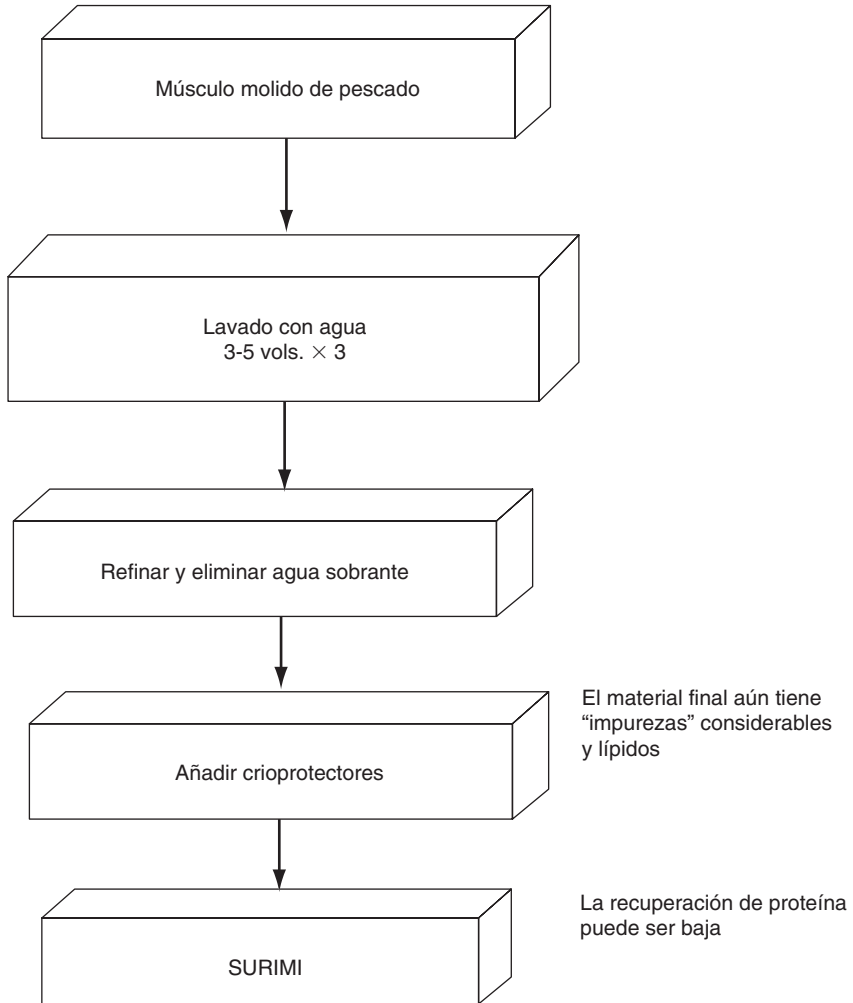 Músculo molido de pescado
Lavado con agua
3-5 vols. × 3
Refinar y eliminar agua sobrante
El material final aún tiene
“impurezas” considerables
y lípidos
Añadir crioprotectores
La recuperación de proteína
puede ser baja
SURIMI